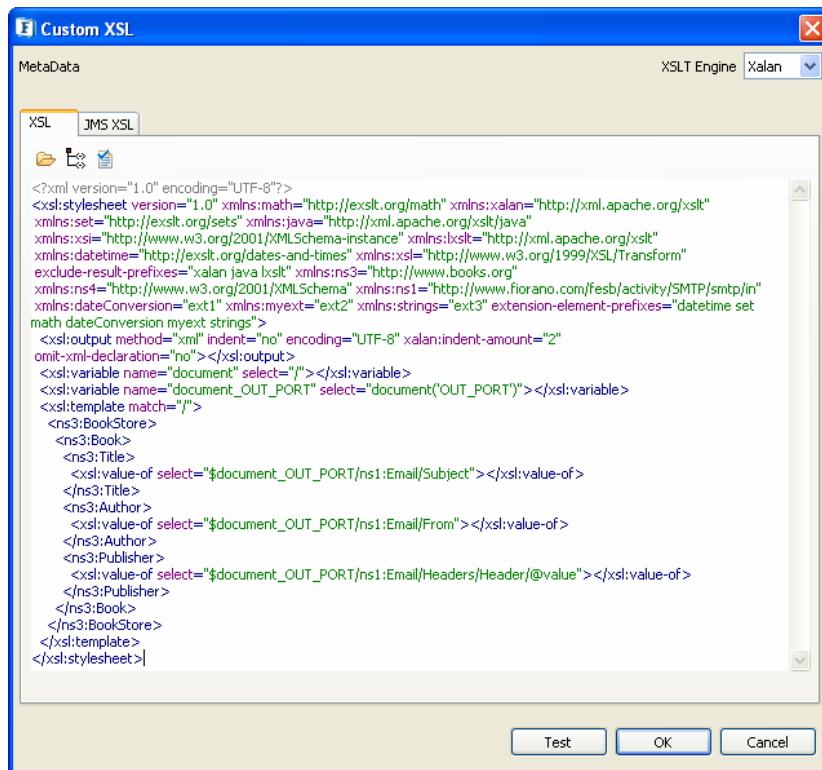 Custom XSL
MetaData
XSLT Engine Xalan
XSL JMS XSL
<?xml version="1.0" encoding="UTF-8"?>
<xsl:stylesheet version="1.0" xmlns:math="http://exslt.org/math" xmlns:xalan="http://xml.apache.org/xslt"
xmlns:set="http://exslt.org/sets" xmlns:java="http://xml.apache.org/xslt/java"
xmlns:xsi="http://www.w3.org/2001/XMLSchema-instance" xmlns:lxslt="http://xml.apache.org/xslt"
xmlns:datetime="http://exslt.org/dates-and-times" xmlns:xsl="http://www.w3.org/1999/XSL/Transform"
exclude-result-prefixes="xalan java lxslt" xmlns:ns3="http://www.books.org"
xmlns:ns4="http://www.w3.org/2001/XMLSchema" xmlns:ns1="http://www.fiorano.com/fesb/activity/SMTP/smtp/in"
xmlns:dateConversion="ext1" xmlns:myext="ext2" xmlns:strings="ext3" extension-element-prefixes="datetime set
math dateConversion myext strings">
<xsl:output method="xml" indent="no" encoding="UTF-8" xalan:indent-amount="2"
omit-xml-declaration="no"></xsl:output>
<xsl:variable name="document" select="/"></xsl:variable>
<xsl:variable name="document_OUT_PORT" select="document('OUT_PORT')"></xsl:variable>
<xsl:template match="/">
<ns3:BookStore>
<ns3:Book>
<ns3:Title>
<xsl:value-of select="$document_OUT_PORT/ns1:Email/Subject"></xsl:value-of>
</ns3:Title>
<ns3:Author>
<xsl:value-of select="$document_OUT_PORT/ns1:Email/From"></xsl:value-of>
</ns3:Author>
<ns3:Publisher>
<xsl:value-of select="$document_OUT_PORT/ns1:Email/Headers/Header/@value"></xsl:value-of>
</ns3:Publisher>
</ns3:Book>
</ns3:BookStore>
</xsl:template>
</xsl:stylesheet>
Test OK Cancel